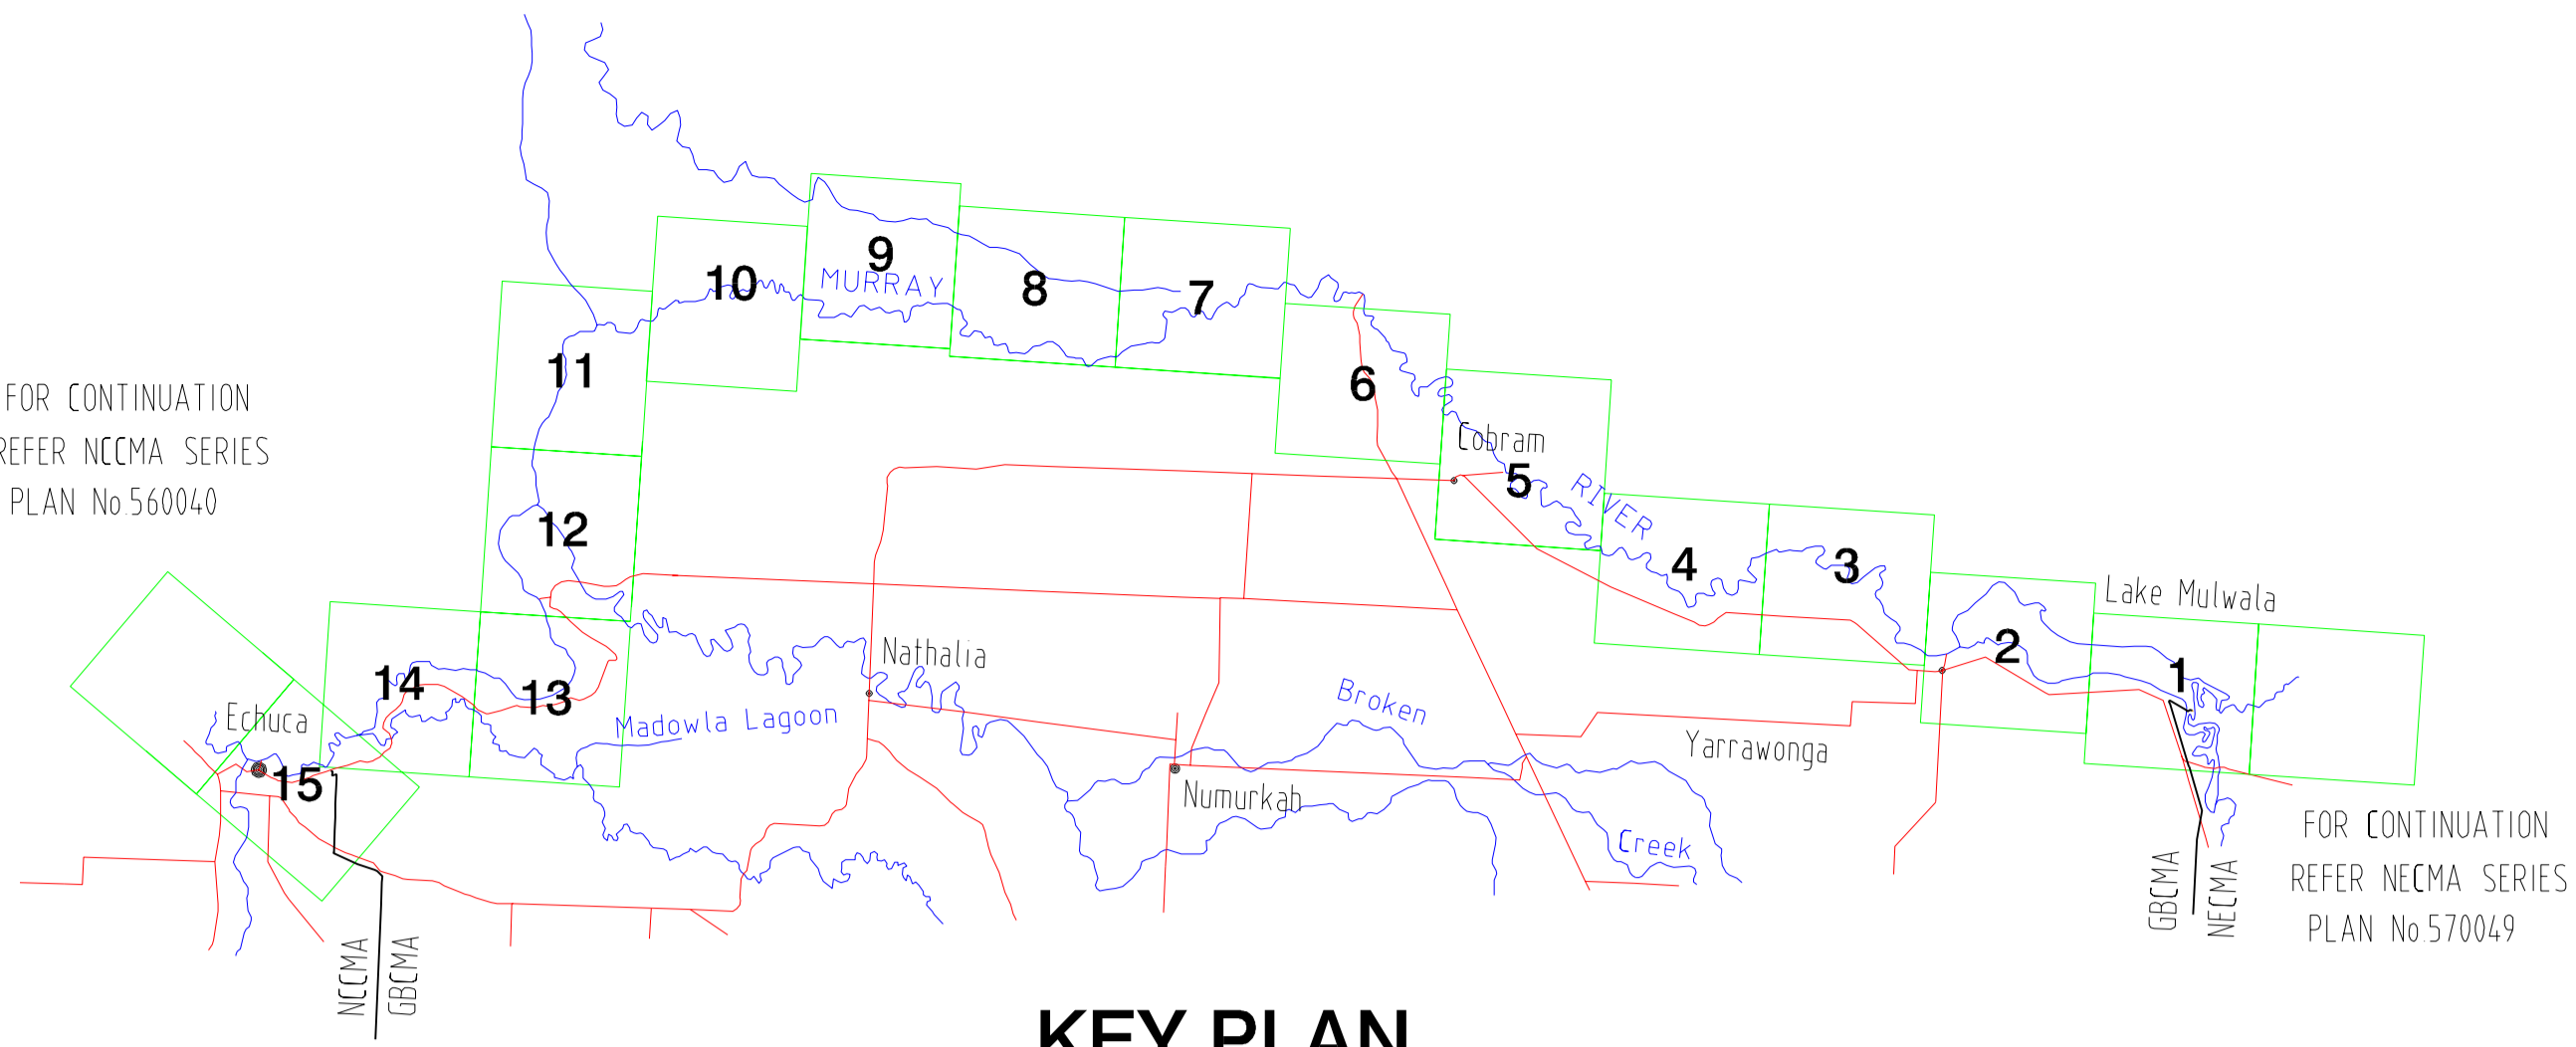 9
10
MURRAY
8
7
11
6
FOR CONTINUATION
REFER NCCMA SERIES
PLAN No.560040
Cobram
5
RIVER
12
4
3
Lake Mulwala
2
1
Nathalia
14
13
Madowla Lagoon
Broken
Echuca
15
Yarrawonga
Numurkah
Creek
FOR CONTINUATION
REFER NECMA SERIES
PLAN No.570049
GBCMA
NECMA
NCCMA
GBCMA
KEY PLAN